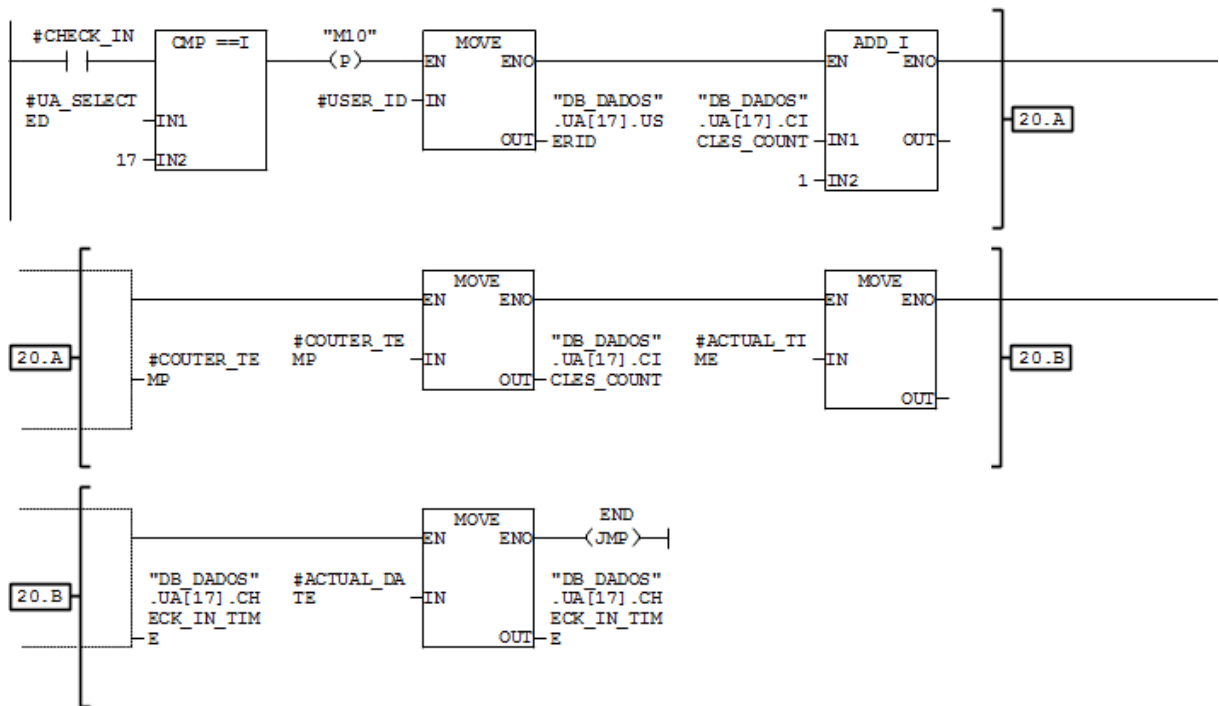 #CHECK_IN
CMP ==I
"M10"
(P)
MOVE
EN ENO
ADD_I
EN ENO
#UA_SELECT
ED
IN1
17
IN2
#USER_ID
IN
OUT
"DB_DADOS"
.UA[17].US
ERID
"DB_DADOS"
.UA[17].CI
CLES_COUNT
IN1
OUT
1
IN2
20.A
20.A
#COUTER_TE
MP
MOVE
EN ENO
#COUTER_TE
MP
IN
OUT
"DB_DADOS"
.UA[17].CI
CLES_COUNT
MOVE
EN ENO
#ACTUAL_TI
ME
IN
OUT
20.B
20.B
"DB_DADOS"
.UA[17].CH
ECK_IN_TIM
E
MOVE
EN ENO
#ACTUAL_DA
TE
IN
OUT
END
(JMP)
"DB_DADOS"
.UA[17].CH
ECK_IN_TIM
E